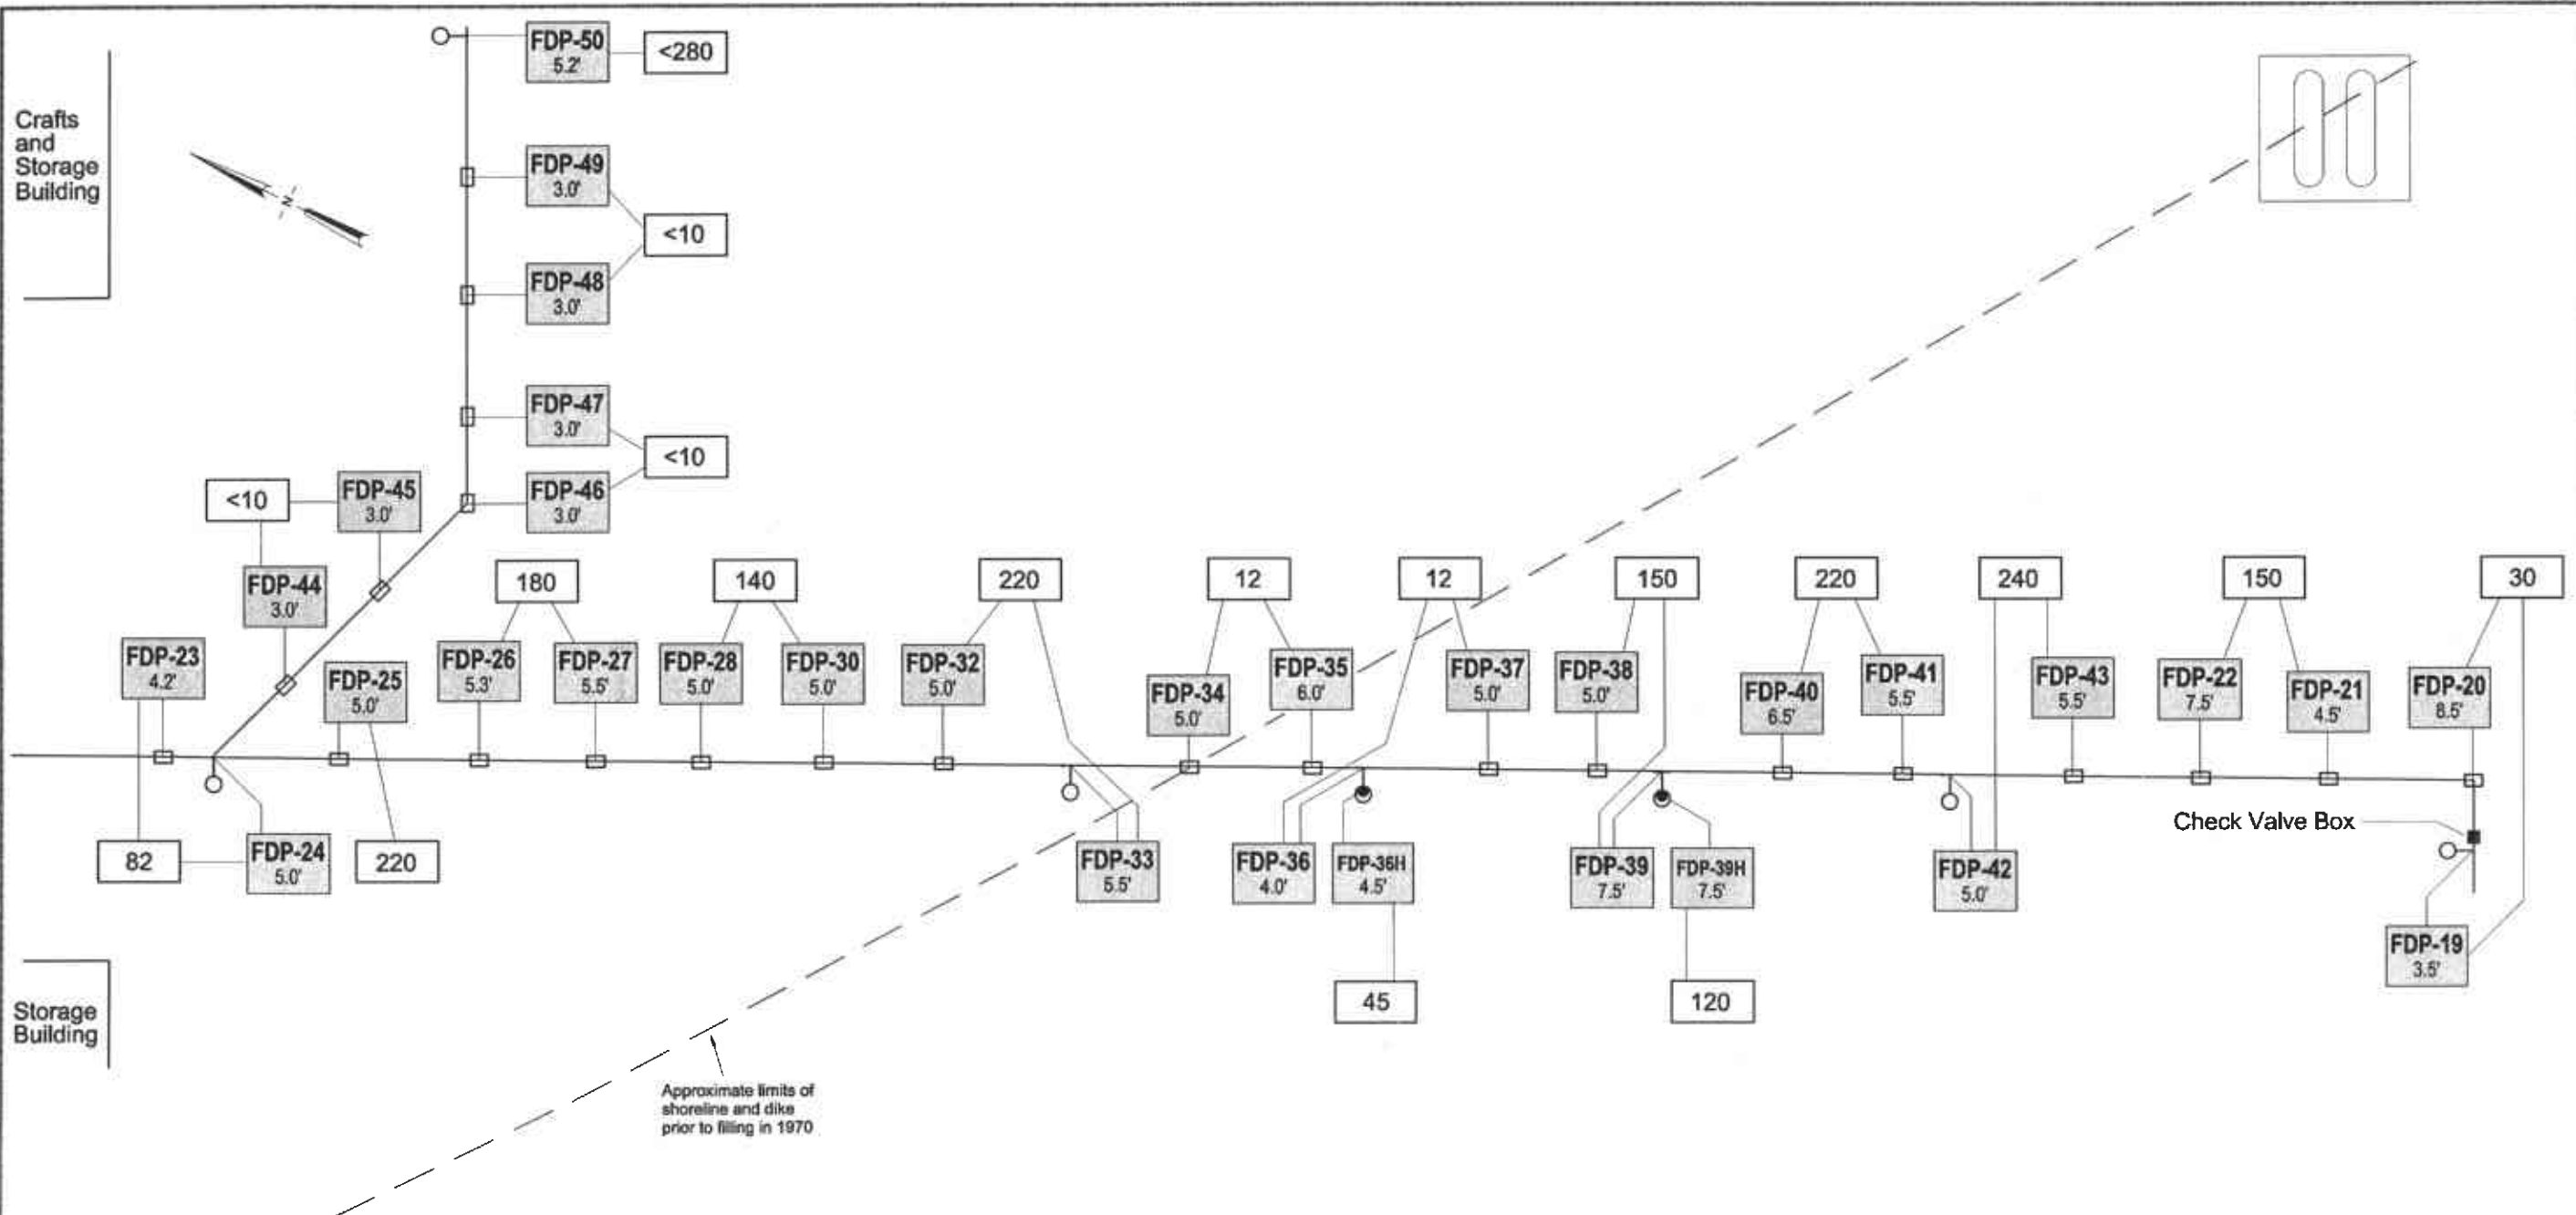 FDP-50
5.2'
<280
Crafts
and
Storage
Building
N
FDP-49
3.0'
<10
FDP-48
3.0'
FDP-47
3.0'
<10
FDP-46
3.0'
<10
FDP-45
3.0'
FDP-44
3.0'
180
140
220
12
12
150
220
240
150
30
FDP-23
4.2'
FDP-25
5.0'
FDP-26
5.3'
FDP-27
5.5'
FDP-28
5.0'
FDP-30
5.0'
FDP-32
5.0'
FDP-34
5.0'
FDP-35
6.0'
FDP-37
5.0'
FDP-38
5.0'
FDP-40
6.5'
FDP-41
5.5'
FDP-43
5.5'
FDP-22
7.5'
FDP-21
4.5'
FDP-20
8.5'
Check Valve Box
82
FDP-24
5.0'
220
FDP-33
5.5'
FDP-36
4.0'
FDP-36H
4.5'
FDP-39
7.5'
FDP-39H
7.5'
FDP-42
5.0'
FDP-19
3.5'
45
120
Storage
Building
Approximate limits of
shoreline and dike
prior to filling in 1970